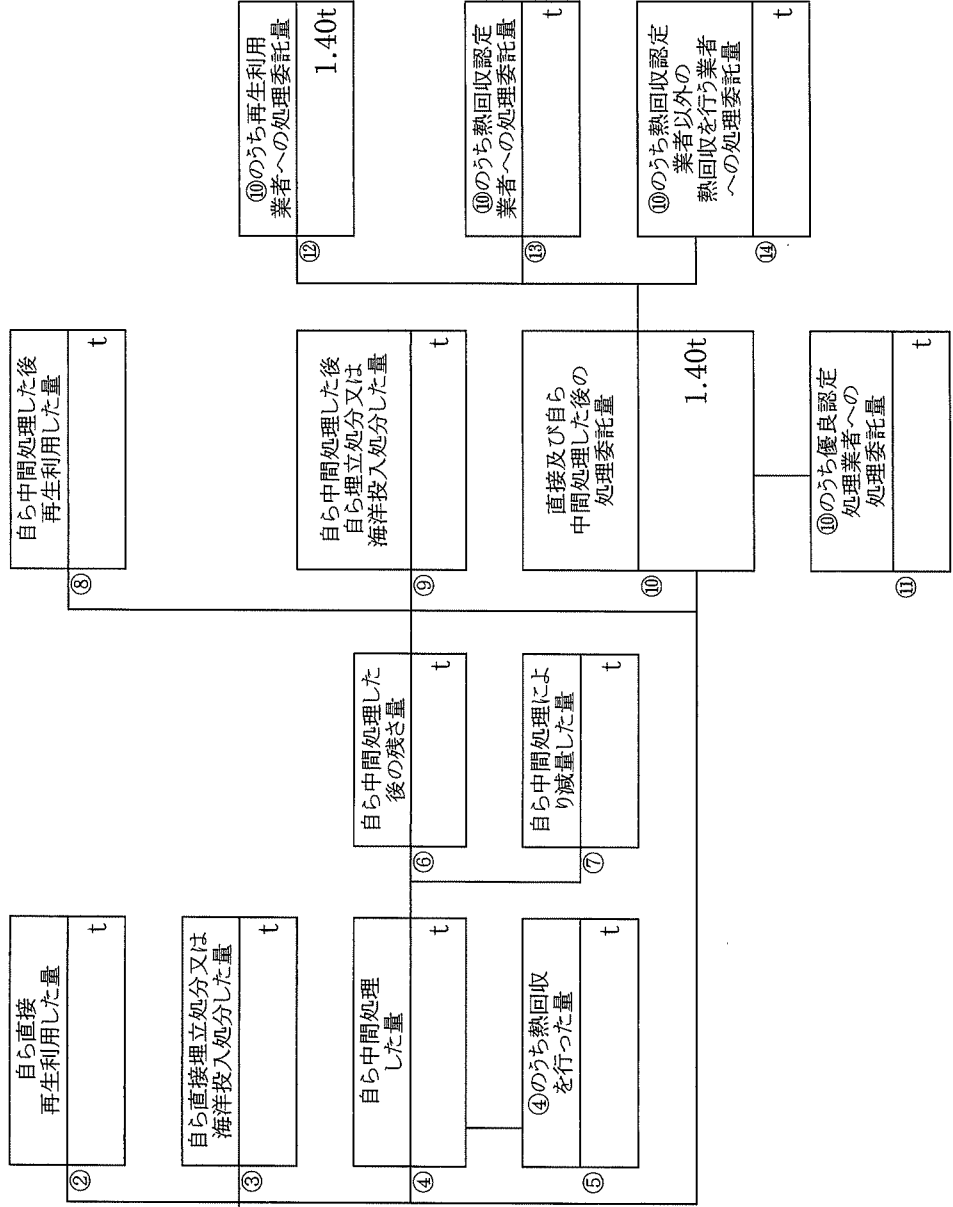 ②
自ら直接
再生利用した量
t
③
自ら直接埋立処分又は
海洋投入処分した量
t
④
自ら中間処理
した量
t
⑤
④のうち熱回収
を行った量
t
⑥
自ら中間処理した
後の残さ量
t
⑦
自ら中間処理によ
り減量した量
t
⑧
自ら中間処理した後
再生利用した量
t
⑨
自ら中間処理した後
自ら埋立処分又は
海洋投入処分した量
t
⑩
直接及び自ら
中間処理した後の
処理委託量
1.40t
⑪
⑩のうち優良認定
処理業者への
処理委託量
t
⑫
⑩のうち再生利用
業者への処理委託量
1.40t
⑬
⑩のうち熱回収認定
業者への処理委託量
t
⑭
⑩のうち熱回収認定
業者以外の
熱回収を行う業者
への処理委託量
t